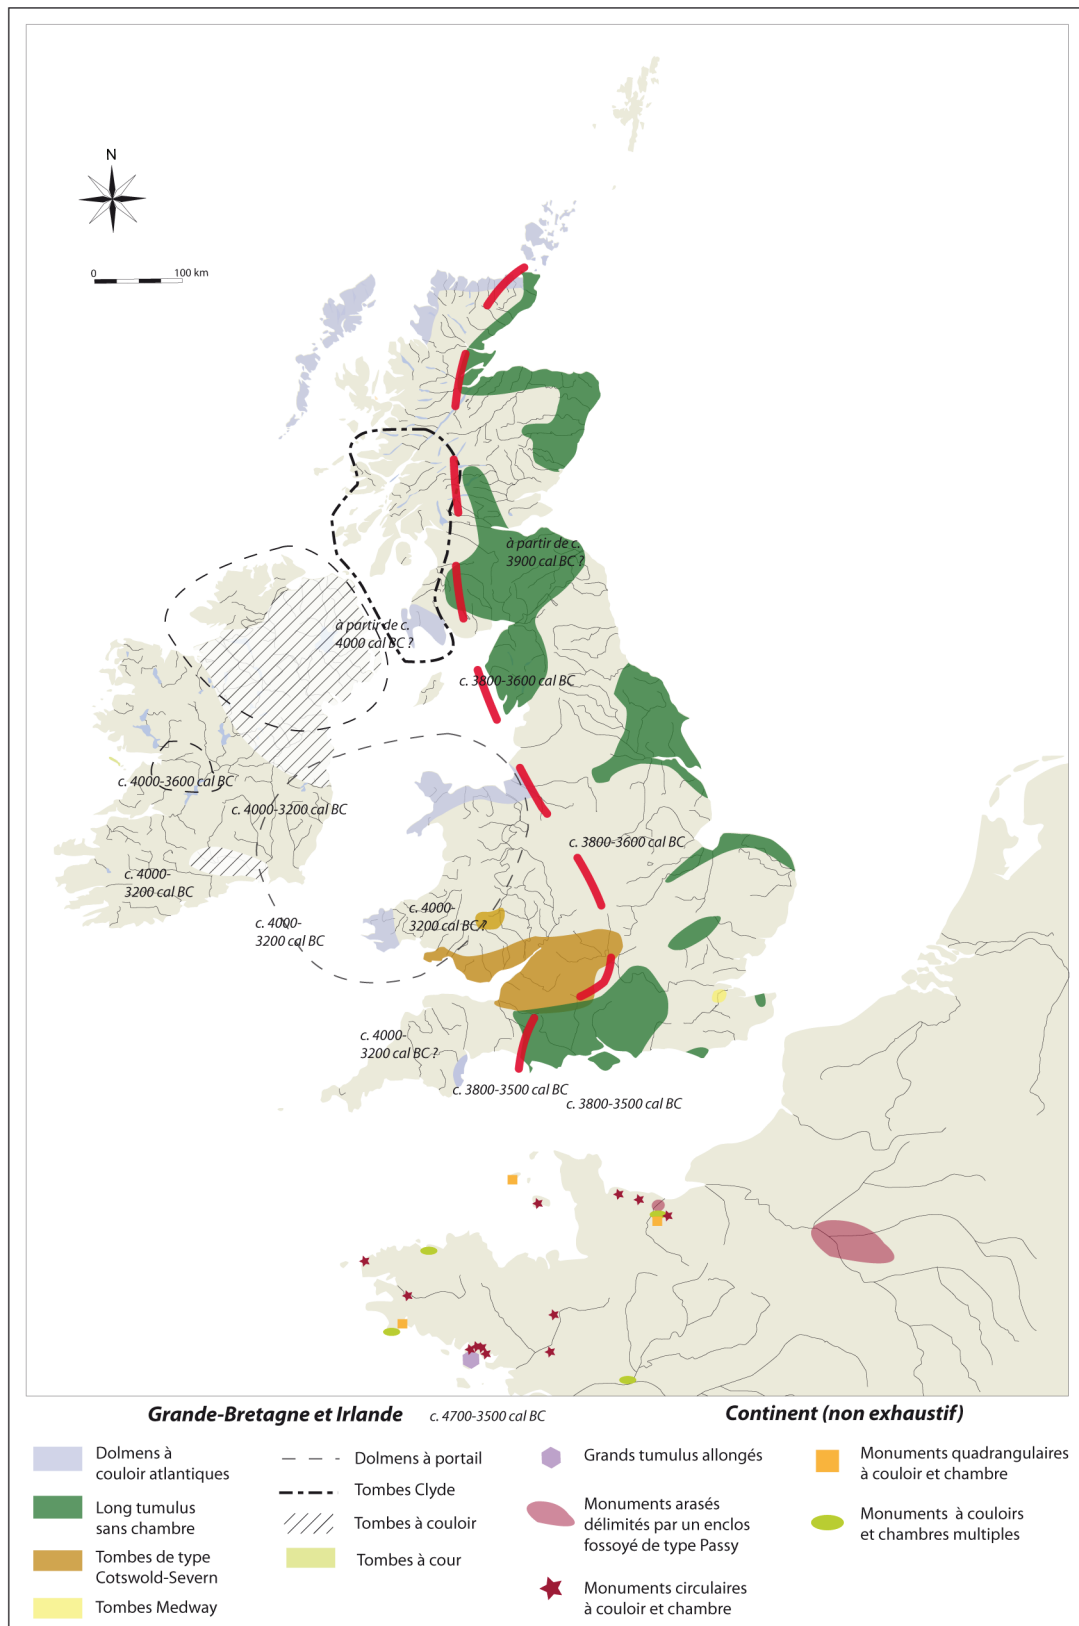 N
0
100 km
à partir de c.
3900 cal BC ?
à partir de c.
4000 cal BC ?
c. 3800-3600 cal BC
c. 4000-3600 cal BC
c. 4000-3200 cal BC
c. 3800-3600 cal BC
c. 4000-
3200 cal BC
c. 4000-
3200 cal BC ?
c. 4000-
3200 cal BC
c. 4000-
3200 cal BC ?
c. 3800-3500 cal BC
c. 3800-3500 cal BC
Grande-Bretagne et Irlande
c. 4700-3500 cal BC
Continent (non exhaustif)
Dolmens à
couloir atlantiques
Long tumulus
sans chambre
Tombes de type
Cotswold-Severn
Tombes Medway
Dolmens à portail
Tombes Clyde
Tombes à couloir
Tombes à cour
Grands tumulus allongés
Monuments arasés
délimités par un enclos
fossoyé de type Passy
Monuments circulaires
à couloir et chambre
Monuments quadrangulaires
à couloir et chambre
Monuments à couloirs
et chambres multiples